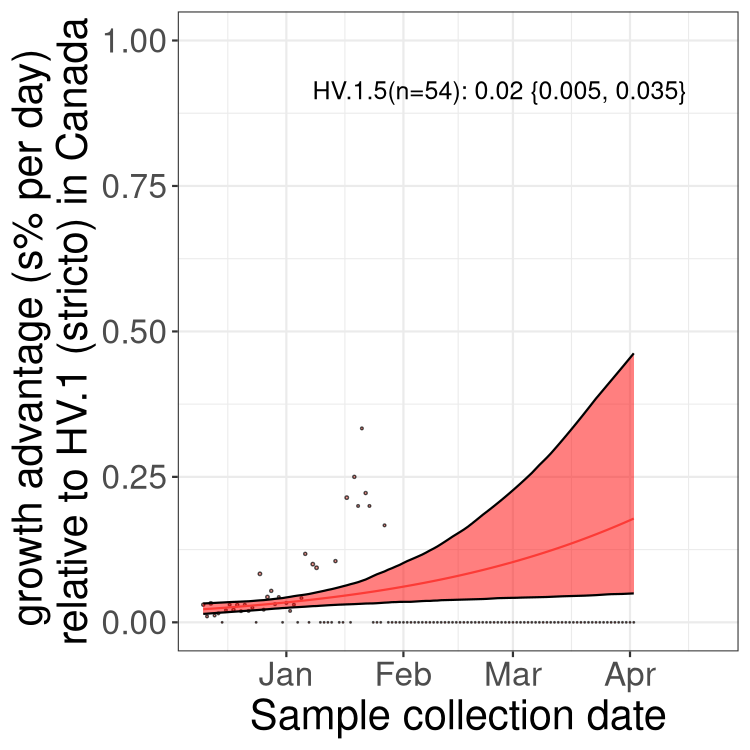 growth advantage (s% per day)
relative to HV.1 (stricto) in Canada
1.00
0.75
0.50
0.25
0.00
HV.1.5(n=54): 0.02 {0.005, 0.035}
Jan Feb Mar Apr
Sample collection date